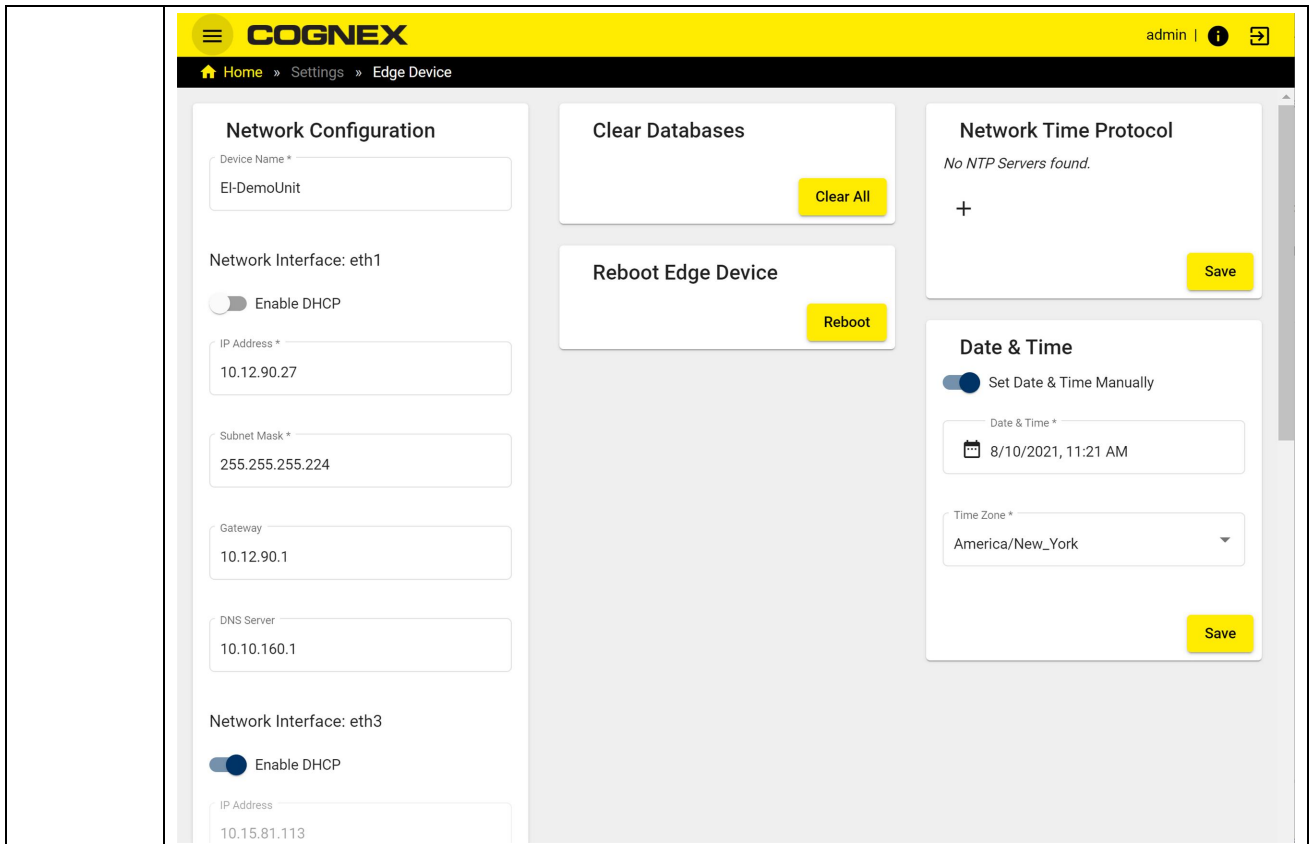 COGNEX
admin |
Home » Settings » Edge Device
Network Configuration
Device Name *
EI-DemoUnit
Network Interface: eth1
Enable DHCP
IP Address *
10.12.90.27
Subnet Mask *
255.255.255.224
Gateway
10.12.90.1
DNS Server
10.10.160.1
Network Interface: eth3
Enable DHCP
IP Address
10.15.81.113
Clear Databases
Clear All
Reboot Edge Device
Reboot
Network Time Protocol
No NTP Servers found.
+
Save
Date & Time
Set Date & Time Manually
Date & Time *
8/10/2021, 11:21 AM
Time Zone *
America/New_York
Save